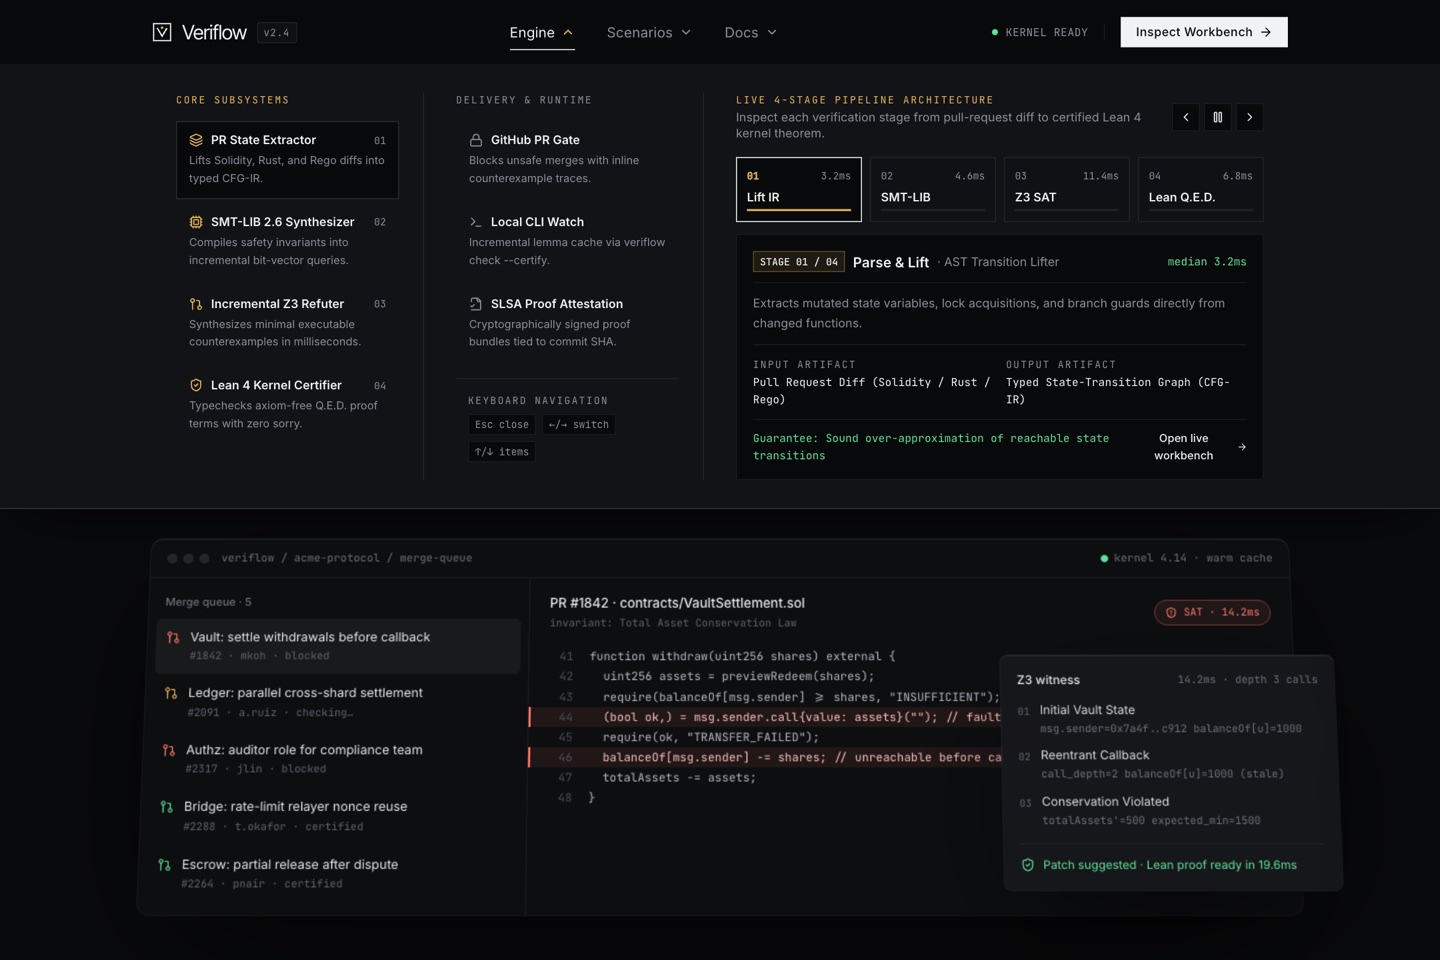 Veriflow v2.4
Engine
Scenarios
Docs
KERNEL READY
Inspect Workbench →
CORE SUBSYSTEMS
PR State Extractor 01
Lifts Solidity, Rust, and Rego diffs into
typed CFG-IR.
SMT-LIB 2.6 Synthesizer 02
Compiles safety invariants into
incremental bit-vector queries.
Incremental Z3 Refuter 03
Synthesizes minimal executable
counterexamples in milliseconds.
Lean 4 Kernel Certifier 04
Typechecks axiom-free Q.E.D. proof
terms with zero sorry.
DELIVERY & RUNTIME
GitHub PR Gate
Blocks unsafe merges with inline
counterexample traces.
Local CLI Watch
Incremental lemma cache via veriflow
check --certify.
SLSA Proof Attestation
Cryptographically signed proof
bundles tied to commit SHA.
KEYBOARD NAVIGATION
Esc close ←/→ switch
↑/↓ items
LIVE 4-STAGE PIPELINE ARCHITECTURE
Inspect each verification stage from pull-request diff to certified Lean 4
kernel theorem.
01 3.2ms
Lift IR
02 4.6ms
SMT-LIB
03 11.4ms
Z3 SAT
04 6.8ms
Lean Q.E.D.
STAGE 01 / 04 Parse & Lift · AST Transition Lifter median 3.2ms
Extracts mutated state variables, lock acquisitions, and branch guards directly from
changed functions.
INPUT ARTIFACT
Pull Request Diff (Solidity / Rust /
Rego)
OUTPUT ARTIFACT
Typed State-Transition Graph (CFG-
IR)
Guarantee: Sound over-approximation of reachable state
transitions
Open live
workbench →
veriflow / acme-protocol / merge-queue
kernel 4.14 · warm cache
Merge queue · 5
Vault: settle withdrawals before callback
#1842 · mkoh · blocked
Ledger: parallel cross-shard settlement
#2091 · a.ruiz · checking…
Authz: auditor role for compliance team
#2317 · jlin · blocked
Bridge: rate-limit relayer nonce reuse
#2288 · t.okafor · certified
Escrow: partial release after dispute
#2264 · pnair · certified
PR #1842 · contracts/VaultSettlement.sol
invariant: Total Asset Conservation Law
SAT · 14.2ms
41 function withdraw(uint256 shares) external {
42 uint256 assets = previewRedeem(shares);
43 require(balanceOf[msg.sender] ≥ shares, "INSUFFICIENT");
44 (bool ok,) = msg.sender.call{value: assets}(""); // fault
45 require(ok, "TRANSFER_FAILED");
46 balanceOf[msg.sender] -= shares; // unreachable before ca
47 totalAssets -= assets;
48 }
Z3 witness 14.2ms · depth 3 calls
01 Initial Vault State
msg.sender=0x7a4f..c912 balanceOf[u]=1000
02 Reentrant Callback
call_depth=2 balanceOf[u]=1000 (stale)
03 Conservation Violated
totalAssets'=500 expected_min=1500
Patch suggested · Lean proof ready in 19.6ms